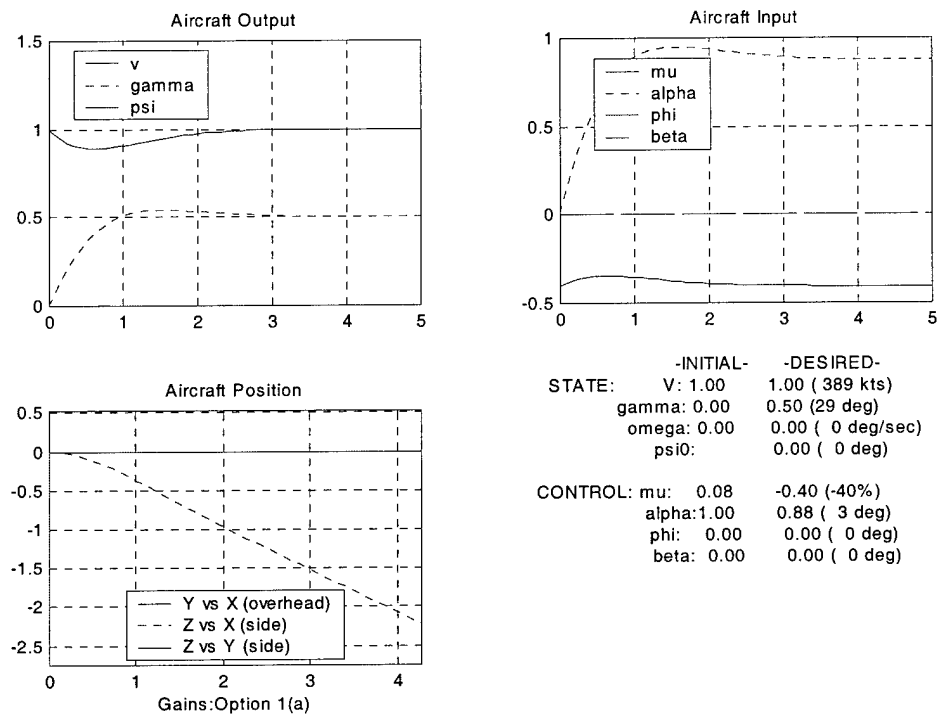 Aircraft Output
1.5
1
0.5
0
v
gamma
psi
0 1 2 3 4 5
Aircraft Input
1
0.5
0
-0.5
mu
alpha
phi
beta
0 1 2 3 4 5
Aircraft Position
0.5
0
-0.5
-1
-1.5
-2
-2.5
Y vs X (overhead)
Z vs X (side)
Z vs Y (side)
0 1 2 3 4
Gains:Option 1(a)
-INITIAL- -DESIRED-
STATE: V: 1.00 1.00 ( 389 kts)
gamma: 0.00 0.50 (29 deg)
omega: 0.00 0.00 ( 0 deg/sec)
psi0: 0.00 ( 0 deg)
CONTROL: mu: 0.08 -0.40 (-40%)
alpha:1.00 0.88 ( 3 deg)
phi: 0.00 0.00 ( 0 deg)
beta: 0.00 0.00 ( 0 deg)